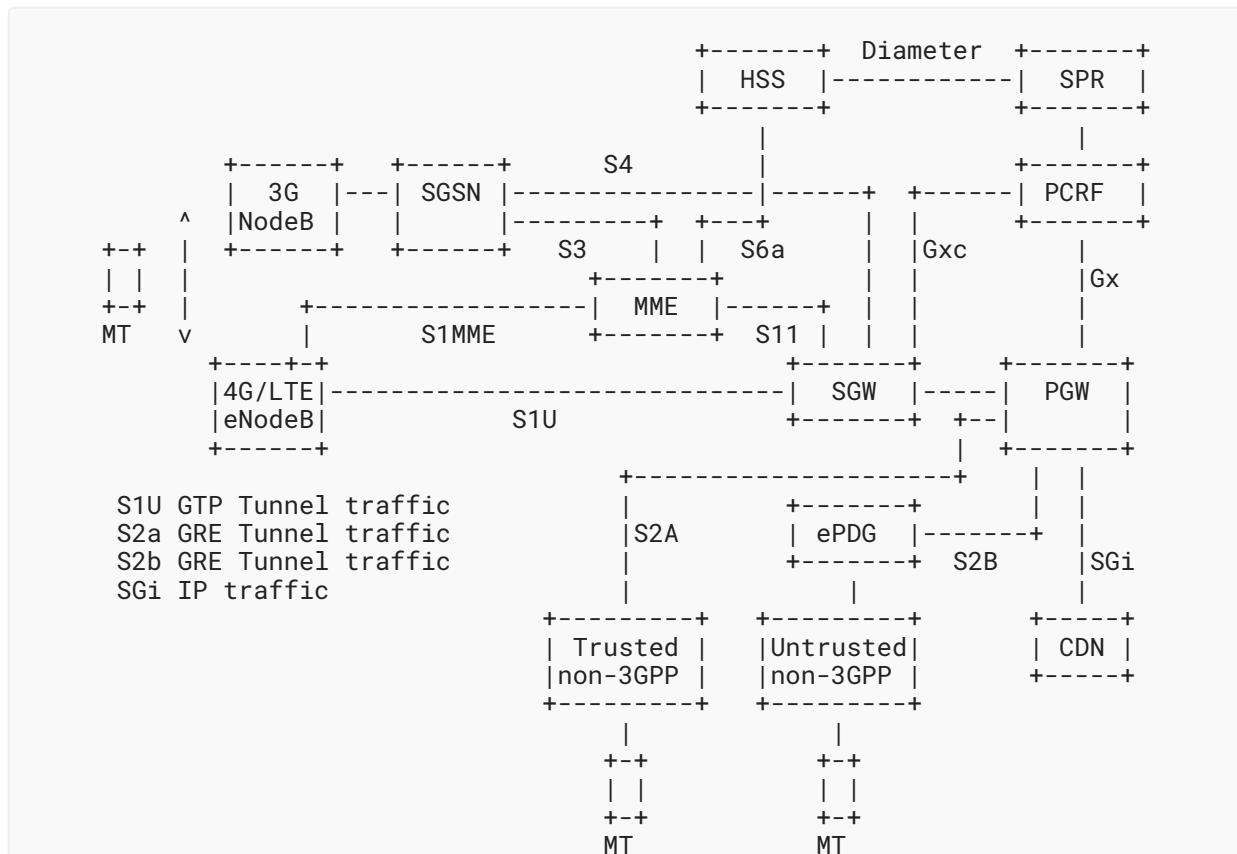 +-------+  Diameter  +-------+
|  HSS  |------------|  SPR  |
+-------+            +-------+
|                    |
+------+   +------+      S4        |                +-------+
|  3G  |---| SGSN |----------------|------+  +------| PCRF  |
^   |NodeB |   |      |---------+  +---+      |  |      +-------+
+-+  |   +------+   +------+   S3    |  |  S6a     |  |Gxc       |
| |  |                          +-------+         |  |          |Gx
+-+  |       +------------------|  MME  |------+  |  |          |
MT   v       |       S1MME      +-------+  S11 |  |  |          |
+----+-+                              +-------+     +-------+
|4G/LTE|------------------------------|  SGW  |-----|  PGW  |
|eNodeB|            S1U               +-------+  +--|       |
+------+                                         |  +-------+
+---------------------+    |  |
S1U GTP Tunnel traffic           |          +-------+       |  |
S2a GRE Tunnel traffic           |S2A       | ePDG  |-------+  |
S2b GRE Tunnel traffic           |          +-------+  S2B     |SGi
SGi IP traffic                   |              |              |
+---------+   +---------+       +-----+
| Trusted |   |Untrusted|       | CDN |
|non-3GPP |   |non-3GPP |       +-----+
+---------+   +---------+
|             |
+-+           +-+
| |           | |
+-+           +-+
MT            MT